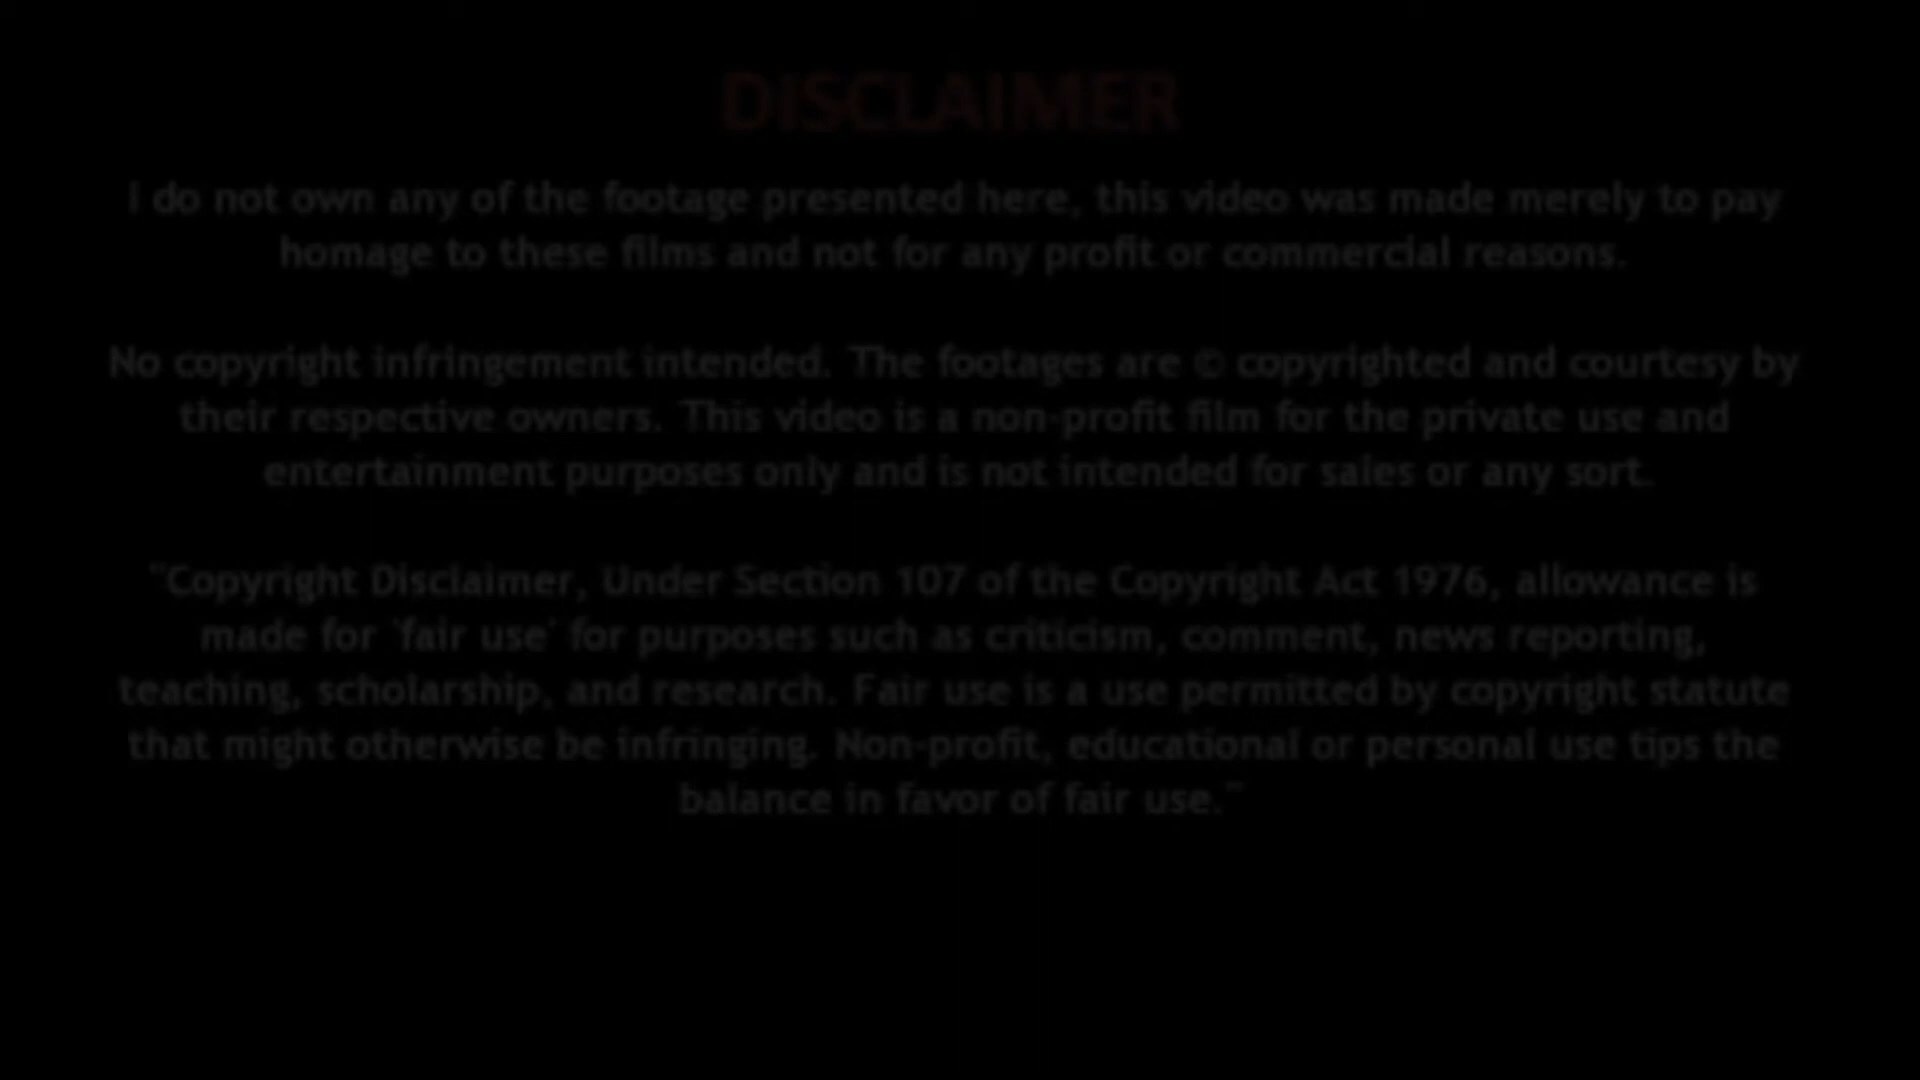 DISCLAIMER
I do not own any of the footage presented here, this video was made merely to pay
homage to these films and not for any profit or commercial reasons.
No copyright infringement intended. The footages are © copyrighted and courtesy by
their respective owners. This video is a non-profit film for the private use and
entertainment purposes only and is not intended for sales or any sort.
"Copyright Disclaimer, Under Section 107 of the Copyright Act 1976, allowance is
made for 'fair use' for purposes such as criticism, comment, news reporting,
teaching, scholarship, and research. Fair use is a use permitted by copyright statute
that might otherwise be infringing. Non-profit, educational or personal use tips the
balance in favor of fair use."